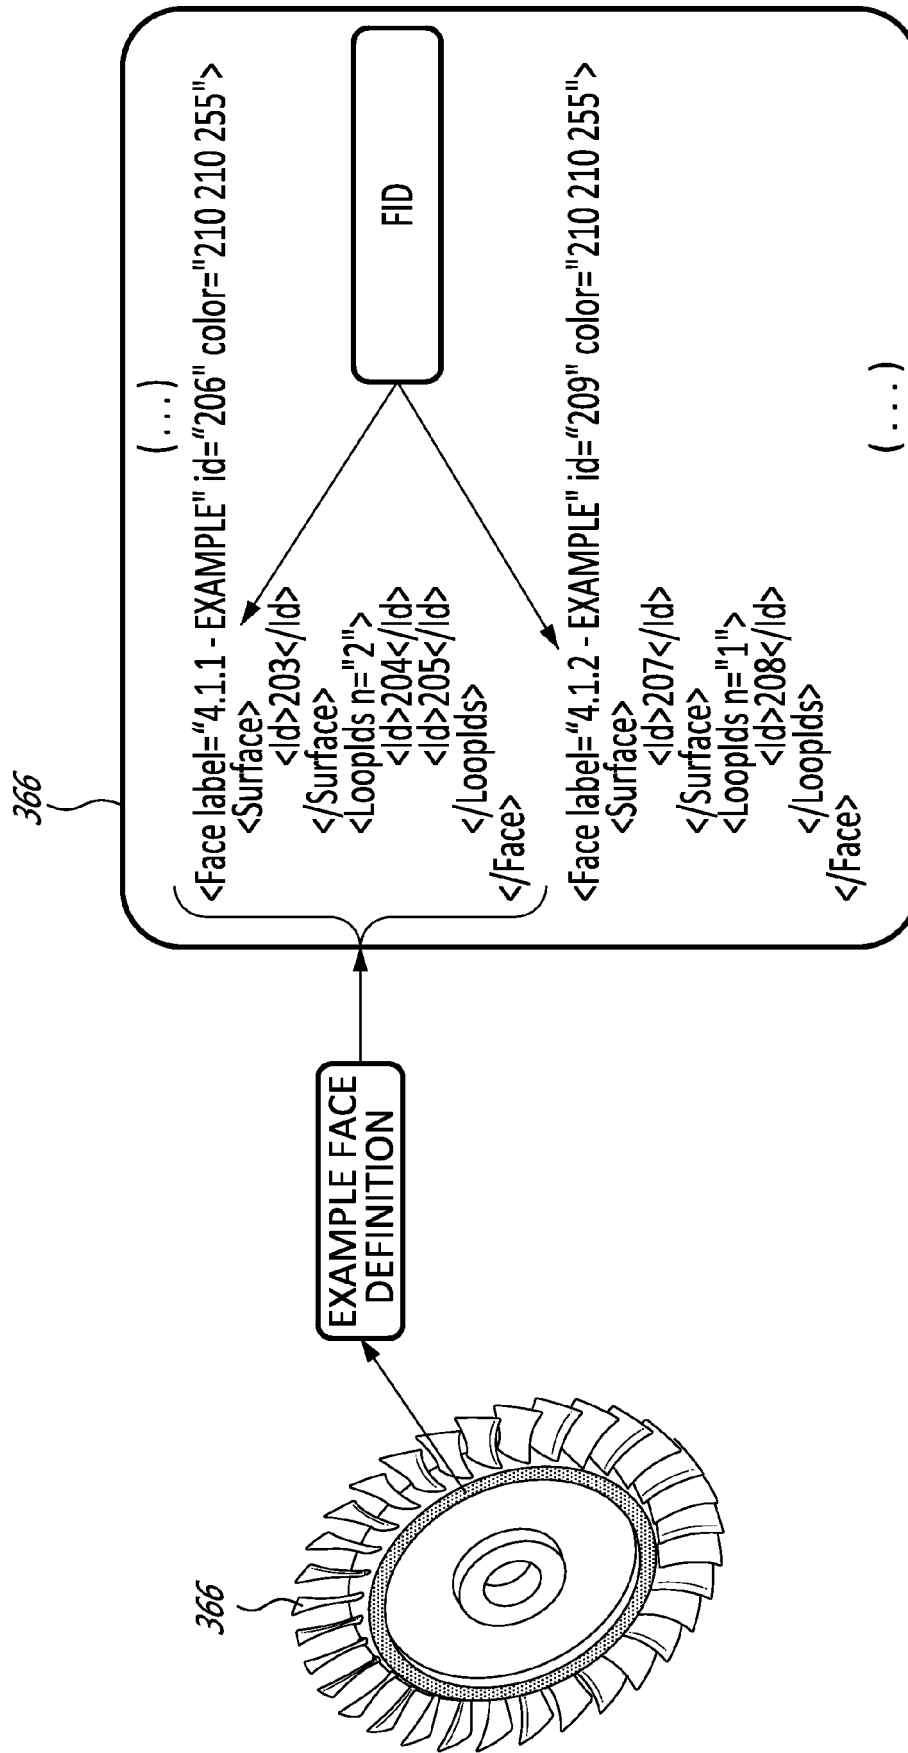 366
(...)
<Face label=“4.1.1 - EXAMPLE" id=“206" color="210 210 255">
<Surface>
<Id>203</Id>
</Surface>
<LoopIds n="2">
<Id>204</Id>
<Id>205</Id>
</LoopIds>
</Face>
FID
<Face label=“4.1.2 - EXAMPLE" id=“209" color="210 210 255">
<Surface>
<Id>207</Id>
</Surface>
<LoopIds n="1">
<Id>208</Id>
</LoopIds>
</Face>
(...)
EXAMPLE FACE
DEFINITION
366